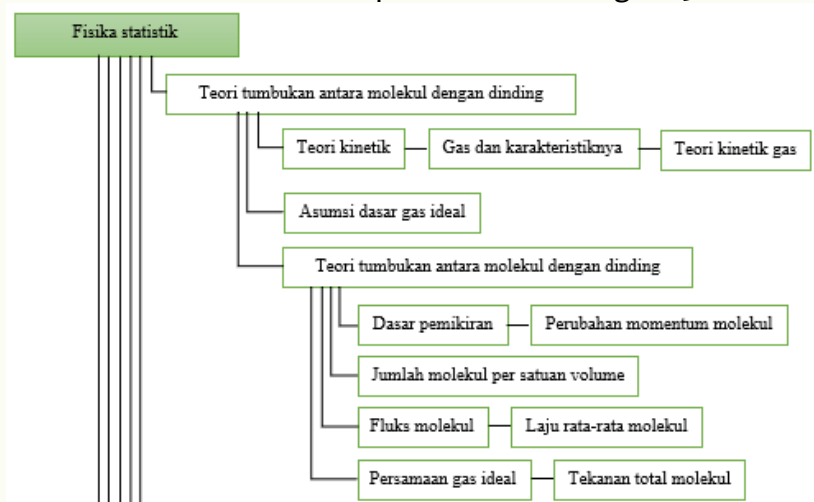 Fisika statistik
Teori tumbukan antara molekul dengan dinding
Teori kinetik
Gas dan karakteristiknya
Teori kinetik gas
Asumsi dasar gas ideal
Teori tumbukan antara molekul dengan dinding
Dasar pemikiran
Perubahan momentum molekul
Jumlah molekul per satuan volume
Fluks molekul
Laju rata-rata molekul
Persamaan gas ideal
Tekanan total molekul